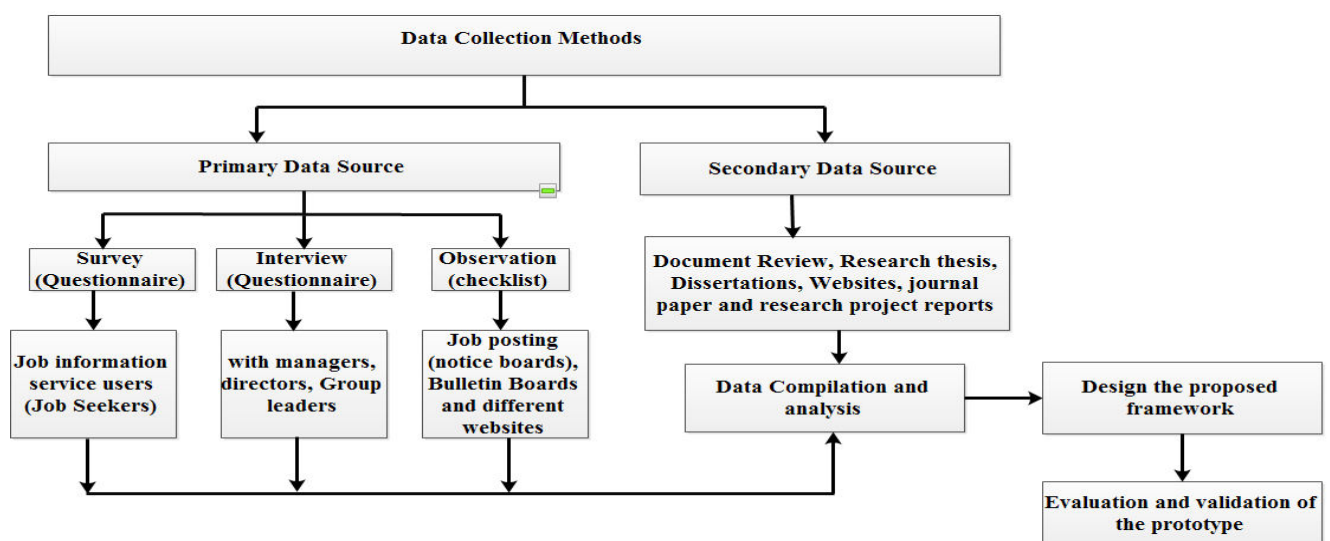 Data Collection Methods
Primary Data Source
Secondary Data Source
Survey
(Questionnaire)
Interview
(Questionnaire)
Observation
(checklist)
Document Review, Research thesis,
Dissertations, Websites, journal
paper and research project reports
Job information
service users
(Job Seekers)
with managers,
directors, Group
leaders
Job posting
(notice boards),
Bulletin Boards
and different
websites
Data Compilation and
analysis
Design the proposed
framework
Evaluation and validation of
the prototype